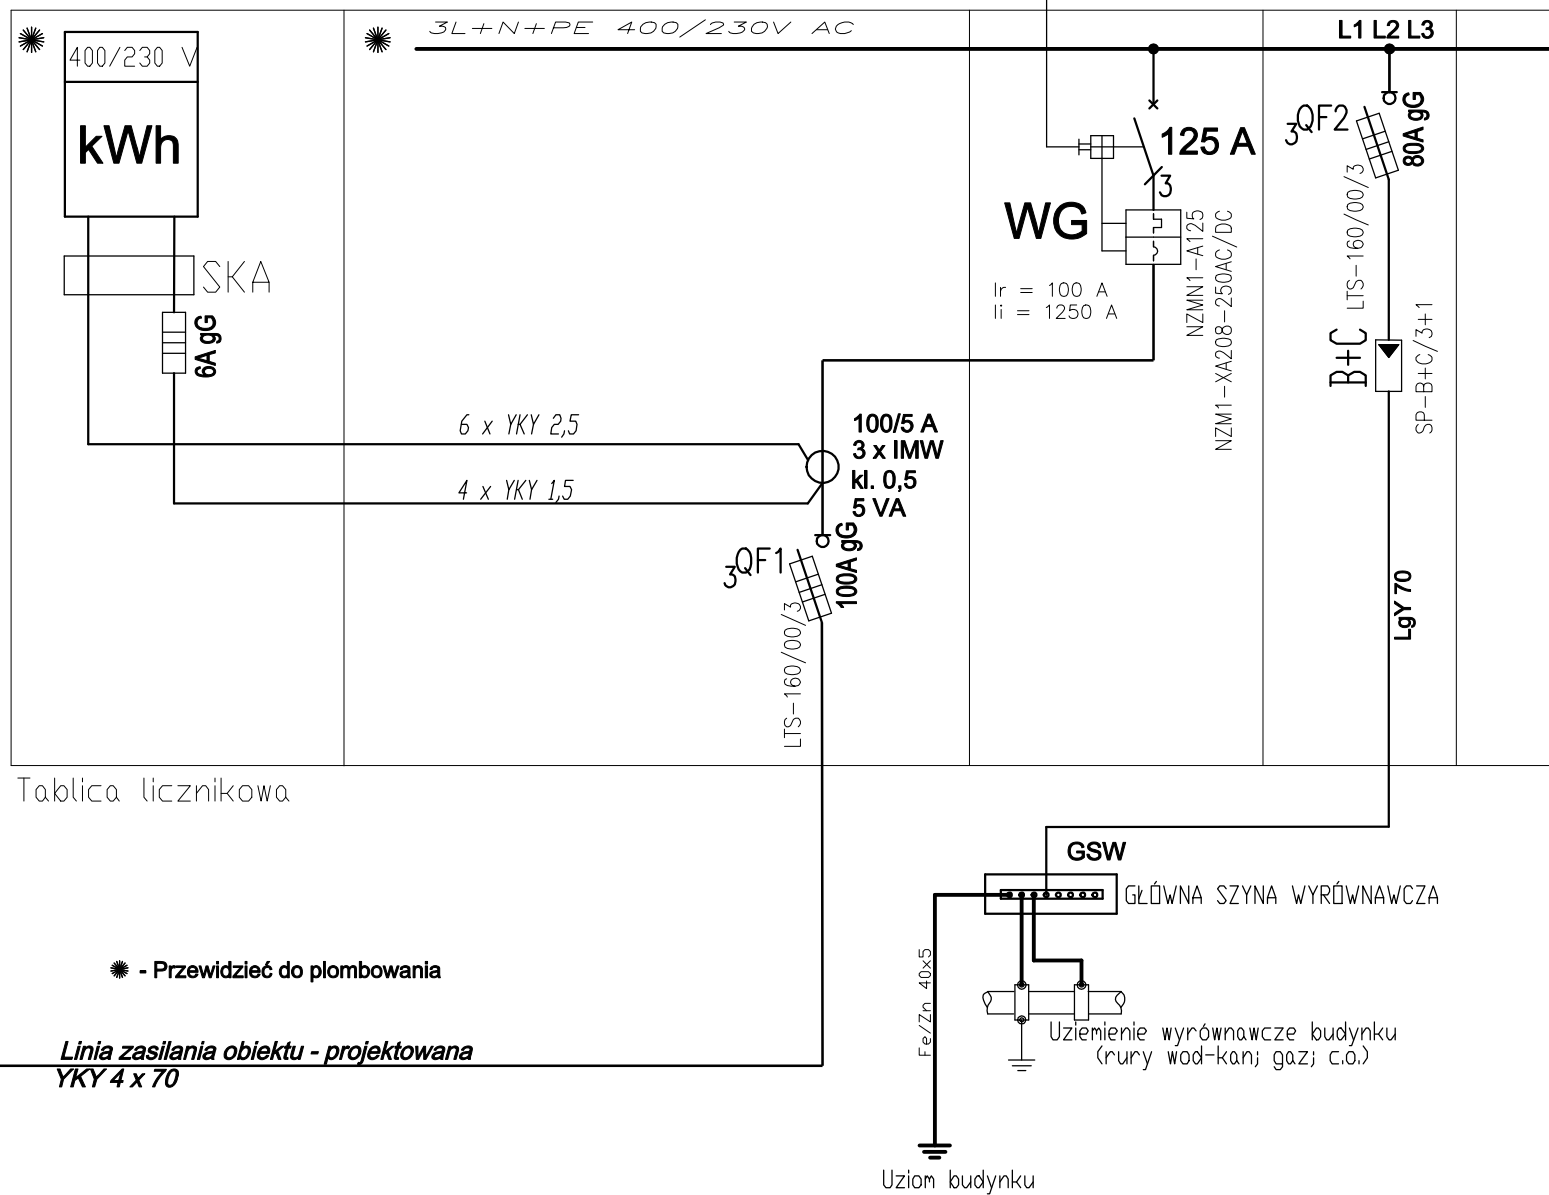 3L+N+PE 400/230V AC
L1 L2 L3
400/230 V
kWh
SKA
6A gG
6 x YKY 2,5
4 x YKY 1,5
100/5 A
3 x IMW
kl. 0,5
5 VA
3QF1
100A gG
LTS-160/00/3
125 A
3
WG
Ir = 100 A
Ii = 1250 A
NZMN1-A125
NZM1-XA208-250AC/DC
3QF2
80A gG
LTS-160/00/3
B+C
SP-B+C/3+1
LgY 70
Tablica licznikowa
GSW
GŁÓWNA SZYNA WYRÓWNAWCZA
- Przewidzieć do plombowania
Fe/Zn 40x5
Uziemienie wyrównawcze budynku
(rury wod-kan; gaz; c.o.)
Linia zasilania obiektu - projektowana
YKY 4 x 70
Uziom budynku